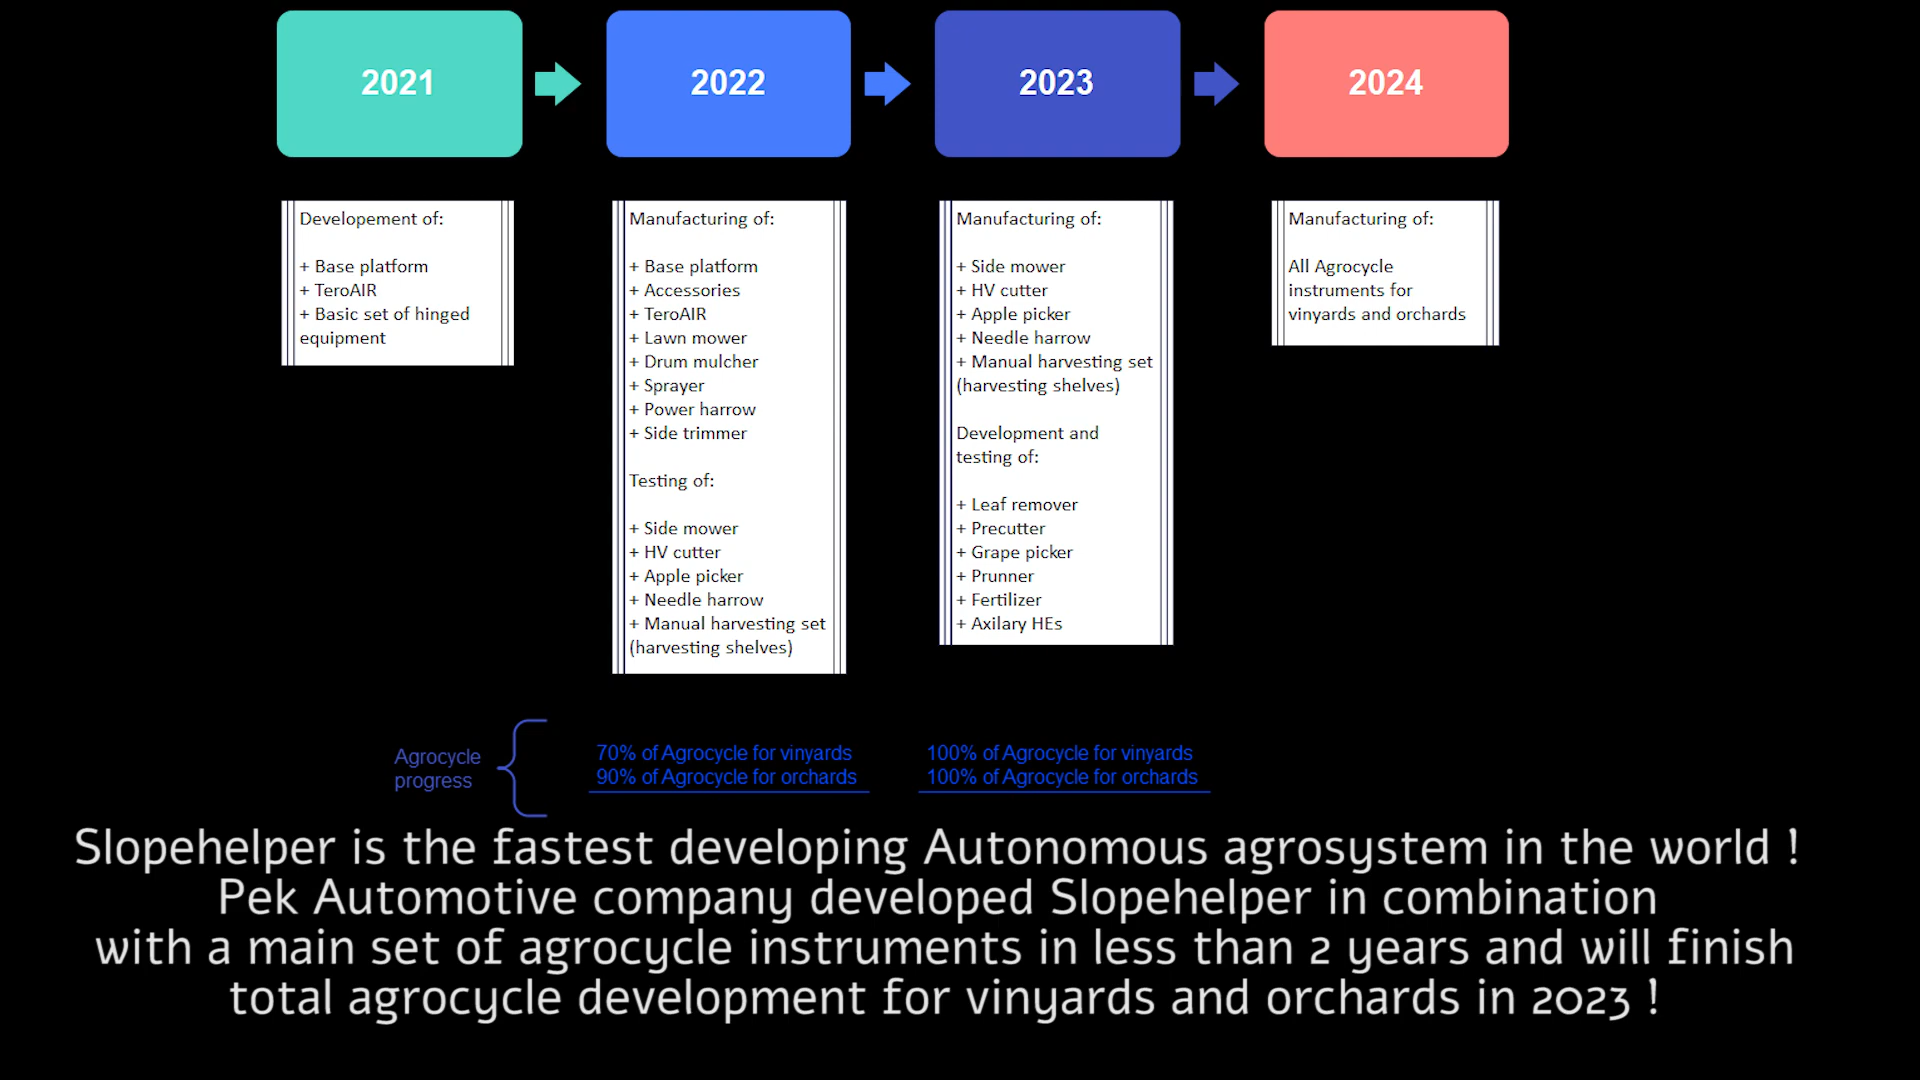 2021
2022
2023
2024
Developement of:
+ Base platform
+ TeroAIR
+ Basic set of hinged
equipment
Manufacturing of:
+ Base platform
+ Accessories
+ TeroAIR
+ Lawn mower
+ Drum mulcher
+ Sprayer
+ Power harrow
+ Side trimmer
Testing of:
+ Side mower
+ HV cutter
+ Apple picker
+ Needle harrow
+ Manual harvesting set
(harvesting shelves)
Manufacturing of:
+ Side mower
+ HV cutter
+ Apple picker
+ Needle harrow
+ Manual harvesting set
(harvesting shelves)
Development and
testing of:
+ Leaf remover
+ Precutter
+ Grape picker
+ Prunner
+ Fertilizer
+ Axilary HEs
Manufacturing of:
All Agrocycle
instruments for
vinyards and orchards
Agrocycle
progress
70% of Agrocycle for vinyards
90% of Agrocycle for orchards
100% of Agrocycle for vinyards
100% of Agrocycle for orchards
Slopehelper is the fastest developing Autonomous agrosystem in the world !
Pek Automotive company developed Slopehelper in combination
with a main set of agrocycle instruments in less than 2 years and will finish
total agrocycle development for vinyards and orchards in 2023 !